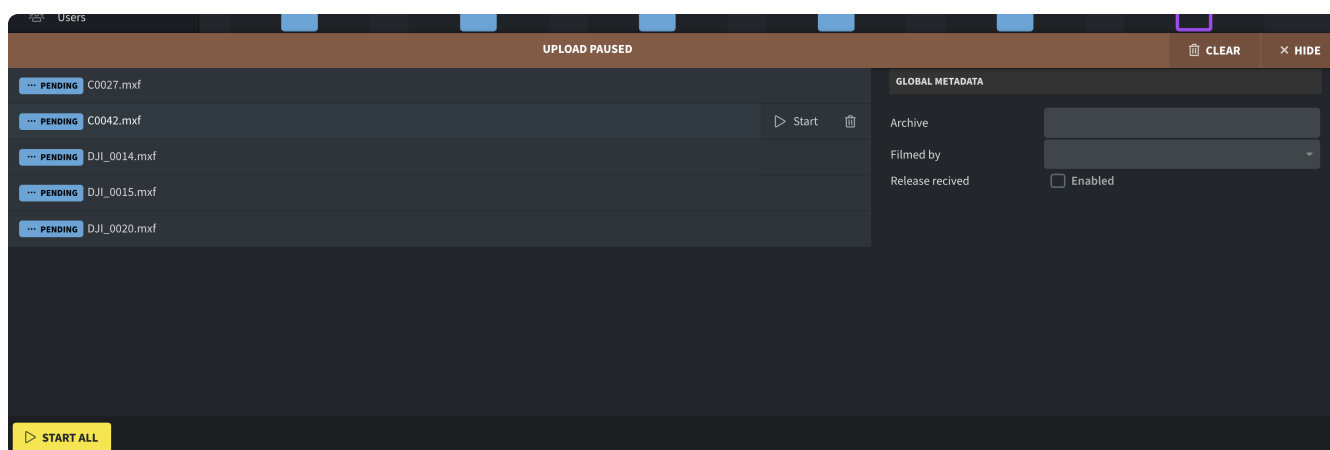 Users
UPLOAD PAUSED
CLEAR
HIDE
··· PENDING C0027.mxf
··· PENDING C0042.mxf
Start
··· PENDING DJI_0014.mxf
··· PENDING DJI_0015.mxf
··· PENDING DJI_0020.mxf
GLOBAL METADATA
Archive
Filmed by
Release recived
Enabled
START ALL